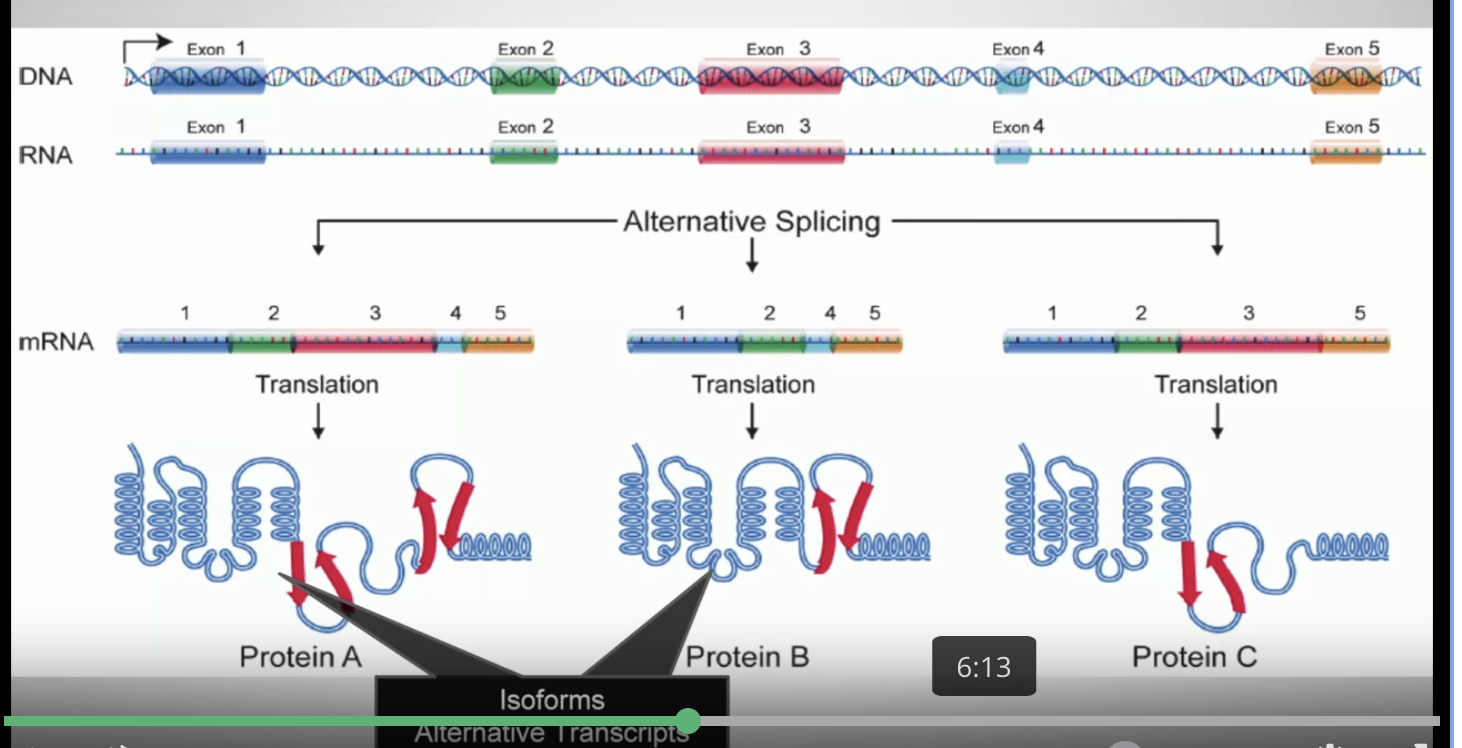 Exon 1 Exon 2 Exon 3 Exon 4 Exon 5
DNA
Exon 1 Exon 2 Exon 3 Exon 4 Exon 5
RNA
Alternative Splicing
1 2 3 4 5 1 2 4 5 1 2 3 5
mRNA
Translation Translation Translation
Protein A Protein B Protein C
6:13
Isoforms
Alternative Transcripts